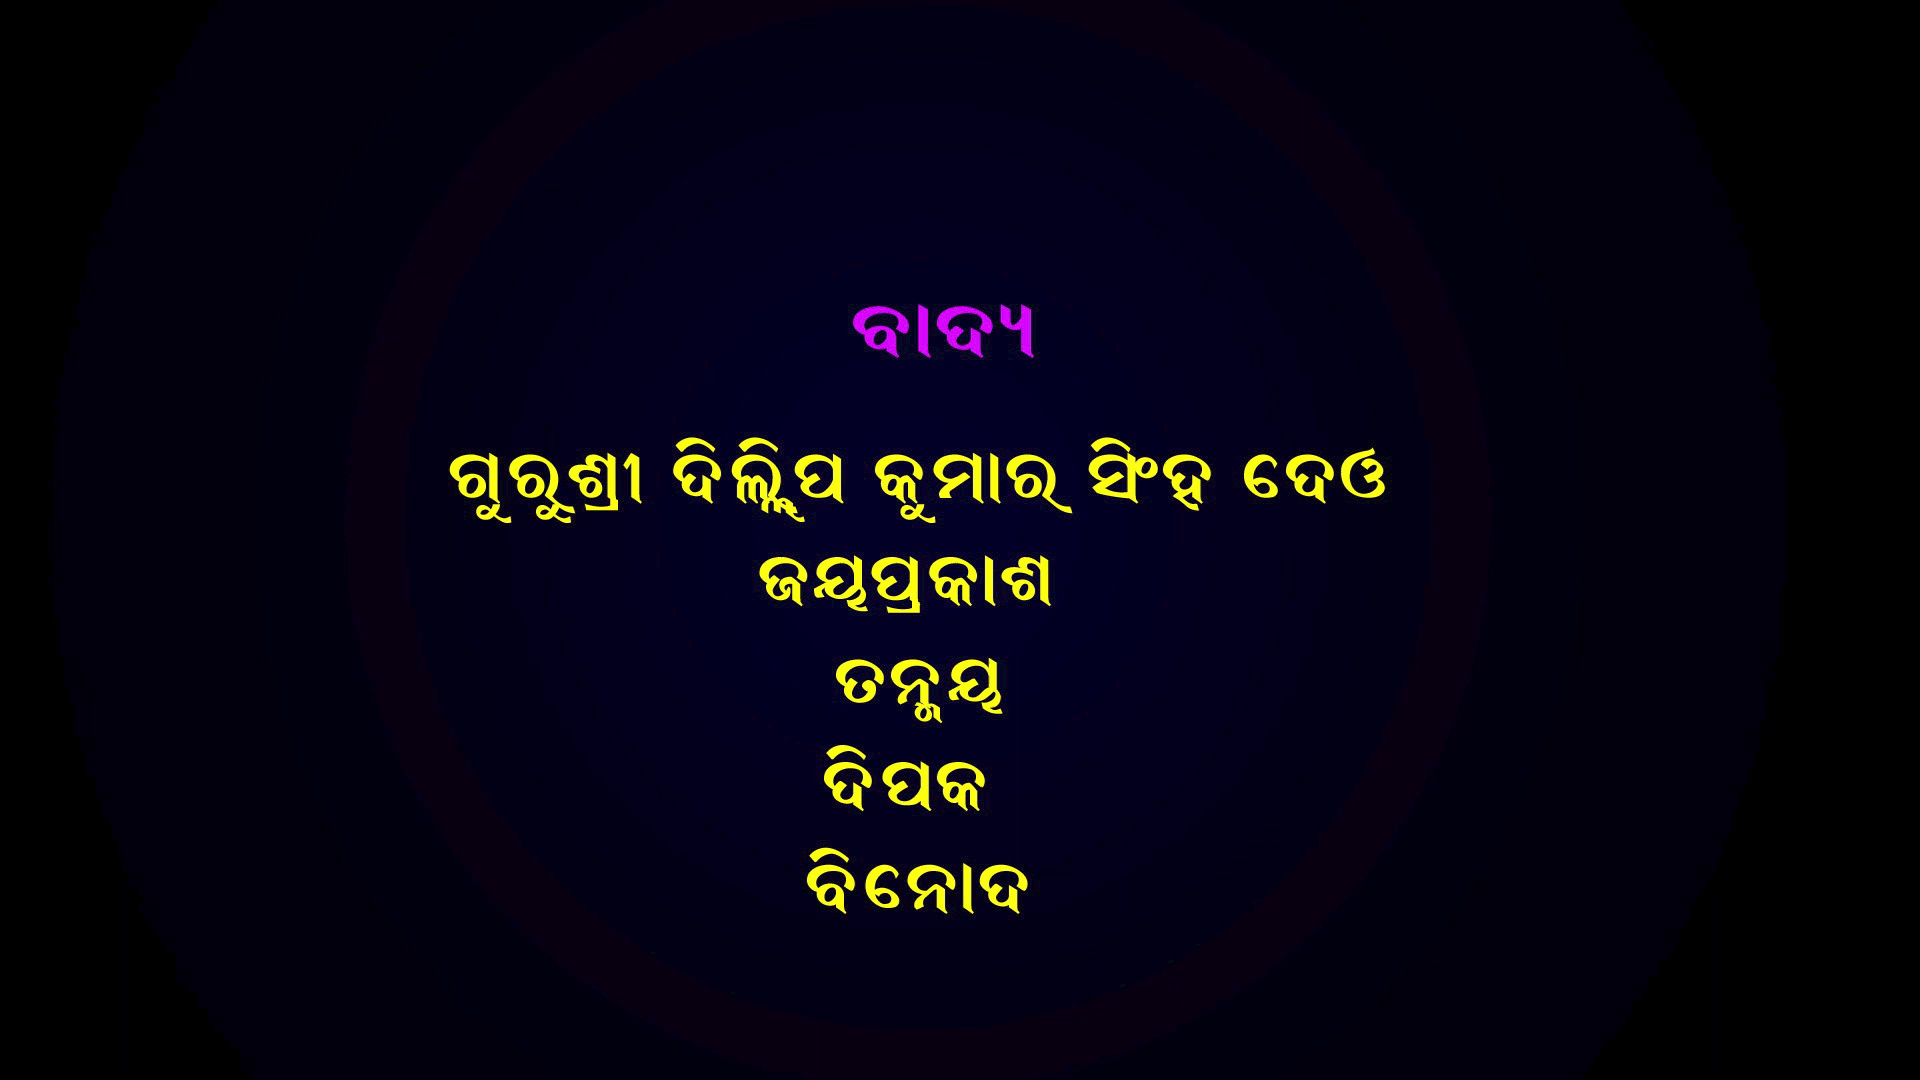 ବାଦ୍ୟ
ଗୁରୁଶ୍ରୀ ଦିଲ୍ଲିପ କୁମାର ସିଂହ ଦେଓ
ଜୟପ୍ରକାଶ
ତନ୍ମୟ
ଦିପକ
ବିନୋଦ